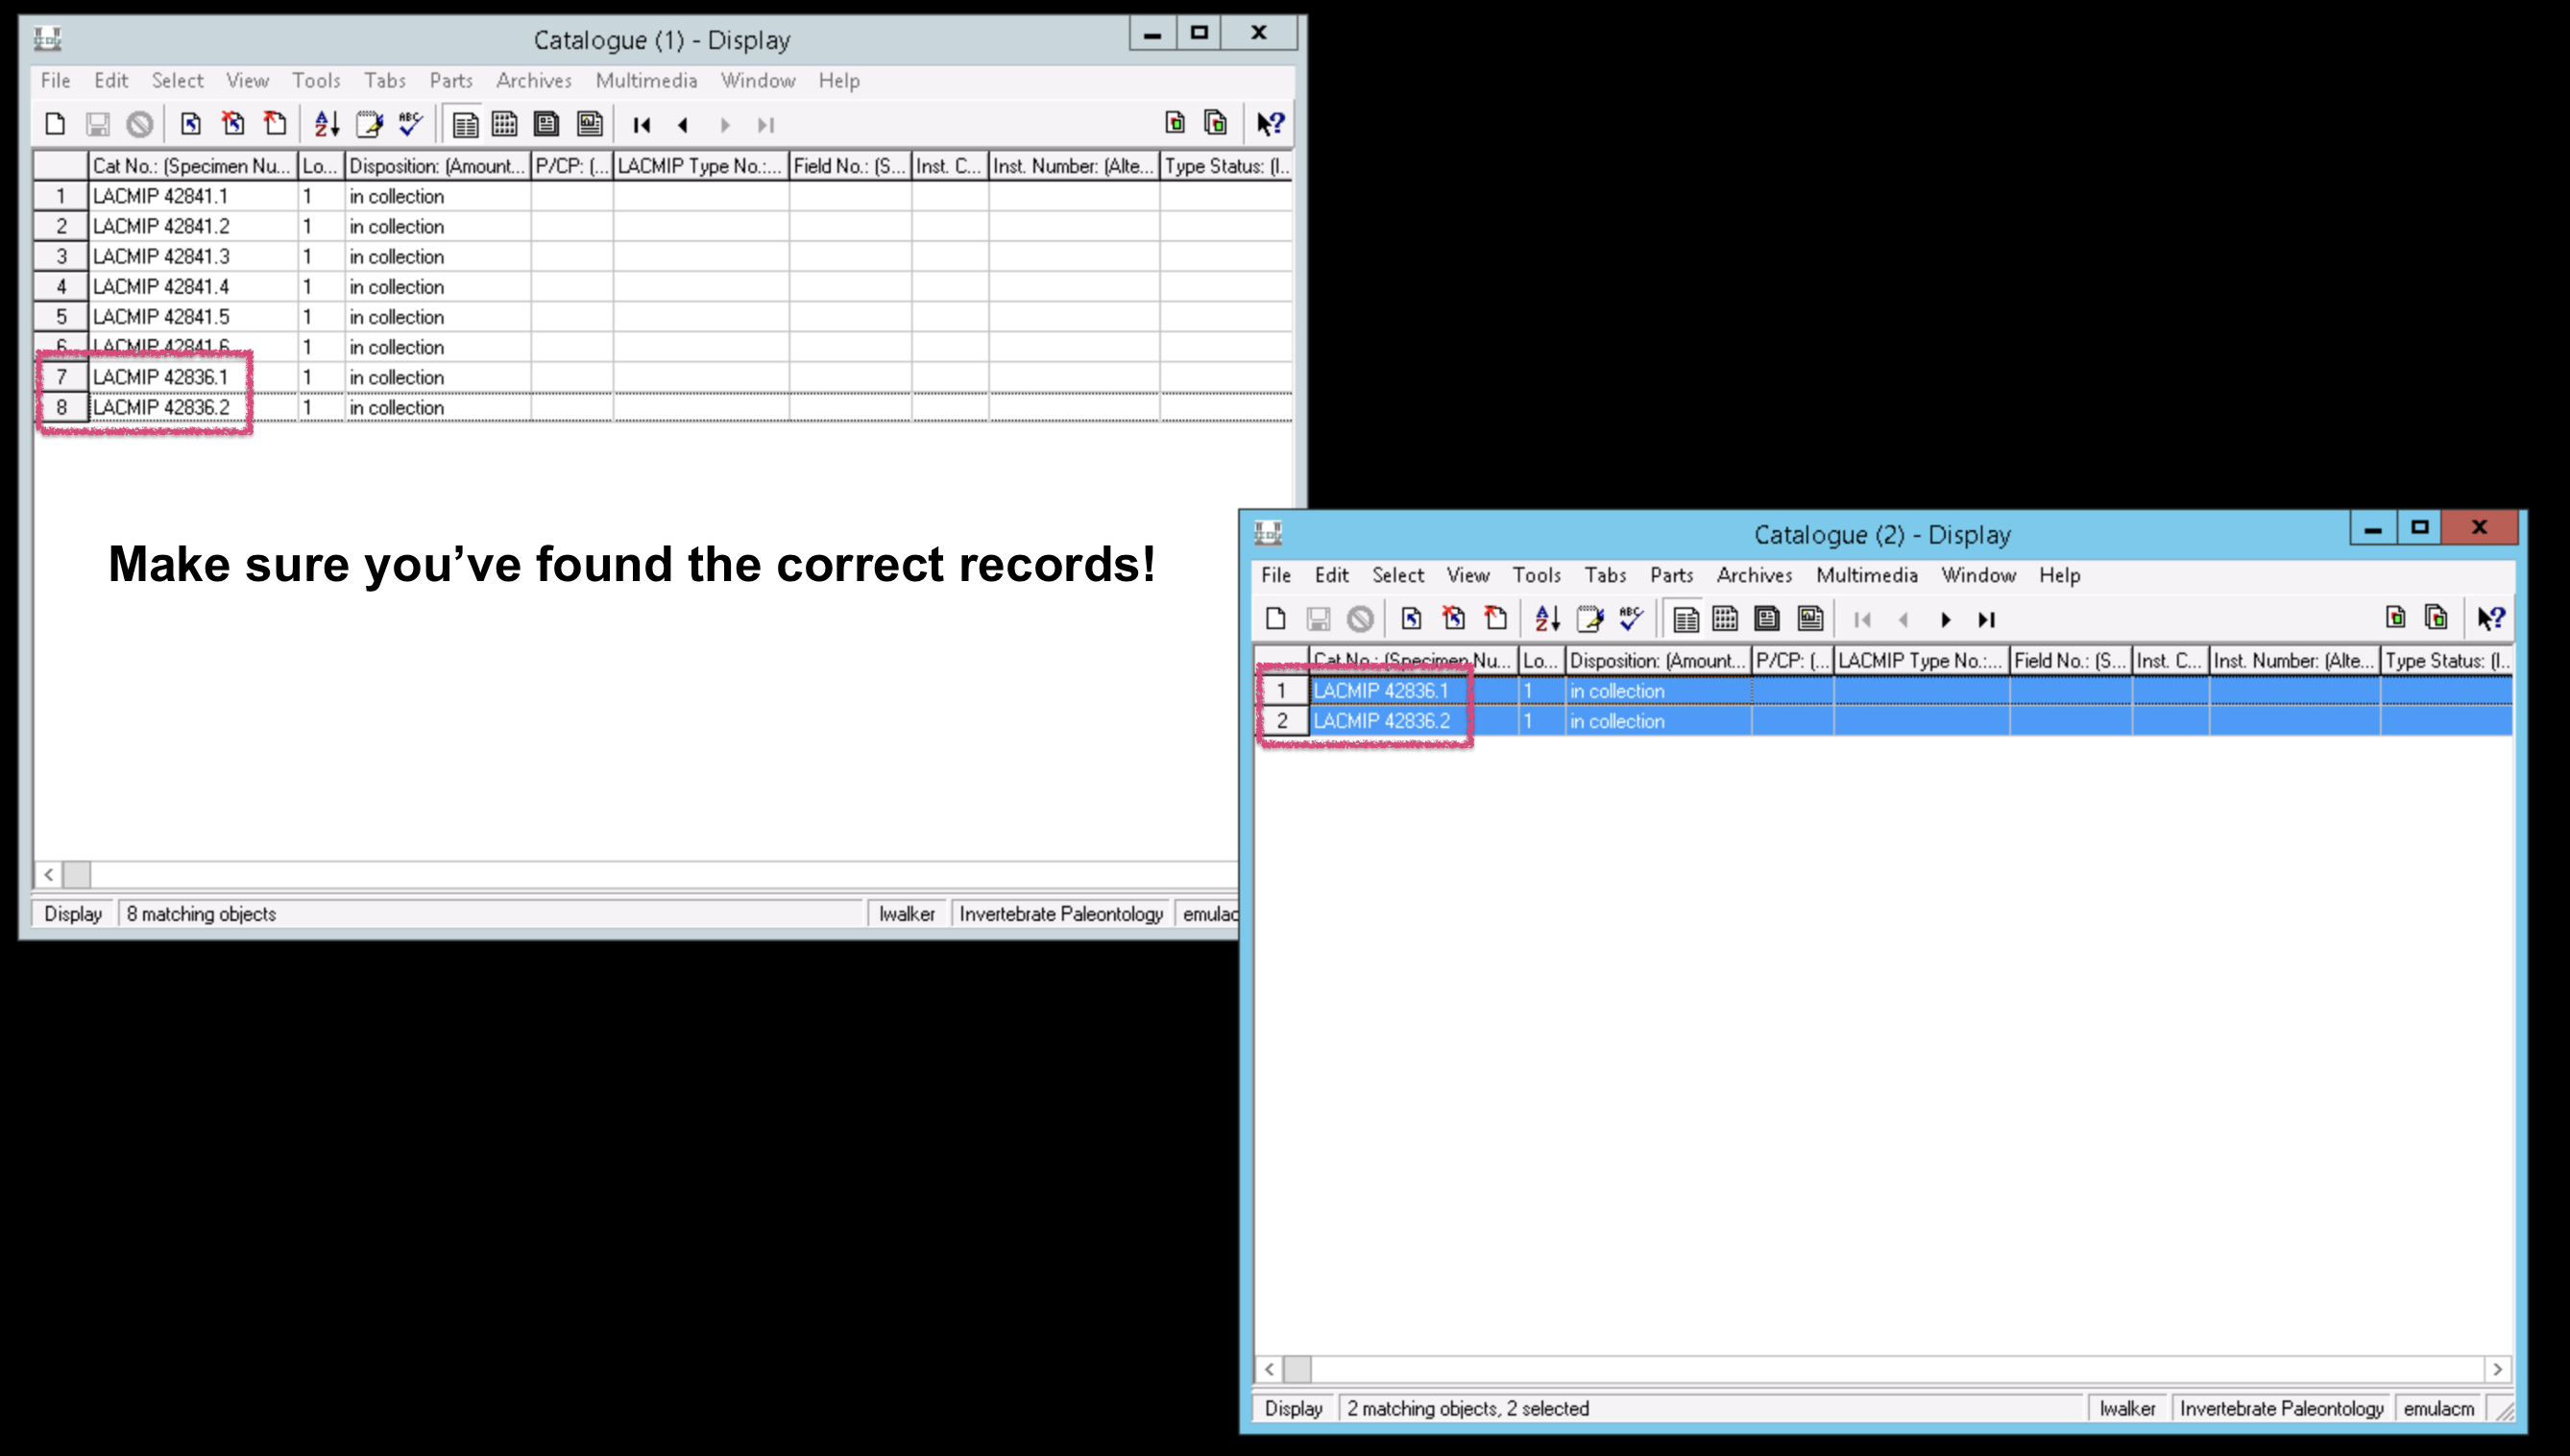 Catalogue (1) - Display
File Edit Select View Tools Tabs Parts Archives Multimedia Window Help
Cat No.: (Specimen Nu... Lo... Disposition: (Amount... P/CP: (... LACMIP Type No.:... Field No.: (S... Inst. C... Inst. Number: (Alte... Type Status: (I..
1 LACMIP 42841.1 1 in collection
2 LACMIP 42841.2 1 in collection
3 LACMIP 42841.3 1 in collection
4 LACMIP 42841.4 1 in collection
5 LACMIP 42841.5 1 in collection
6 LACMIP 42841.6 1 in collection
7 LACMIP 42836.1 1 in collection
8 LACMIP 42836.2 1 in collection
Make sure you’ve found the correct records!
Display 8 matching objects lwalker Invertebrate Paleontology emulac
Catalogue (2) - Display
File Edit Select View Tools Tabs Parts Archives Multimedia Window Help
Cat No.: (Specimen Nu... Lo... Disposition: (Amount... P/CP: (... LACMIP Type No.:... Field No.: (S... Inst. C... Inst. Number: (Alte... Type Status: (I..
1 LACMIP 42836.1 1 in collection
2 LACMIP 42836.2 1 in collection
Display 2 matching objects, 2 selected lwalker Invertebrate Paleontology emulacm